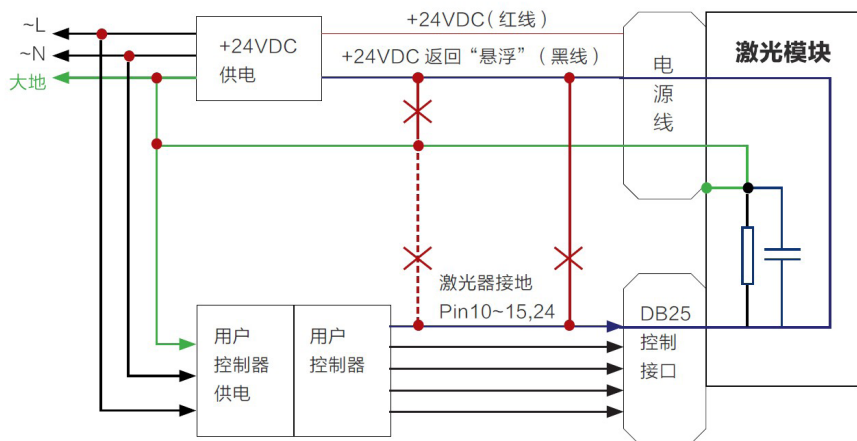 ~L
~N
大地
+24VDC
供电
+24VDC（红线）
+24VDC 返回“悬浮”（黑线）
电
源
线
激光模块
激光器接地
Pin10~15,24
用户
控制器
供电
用户
控制器
DB25
控制
接口